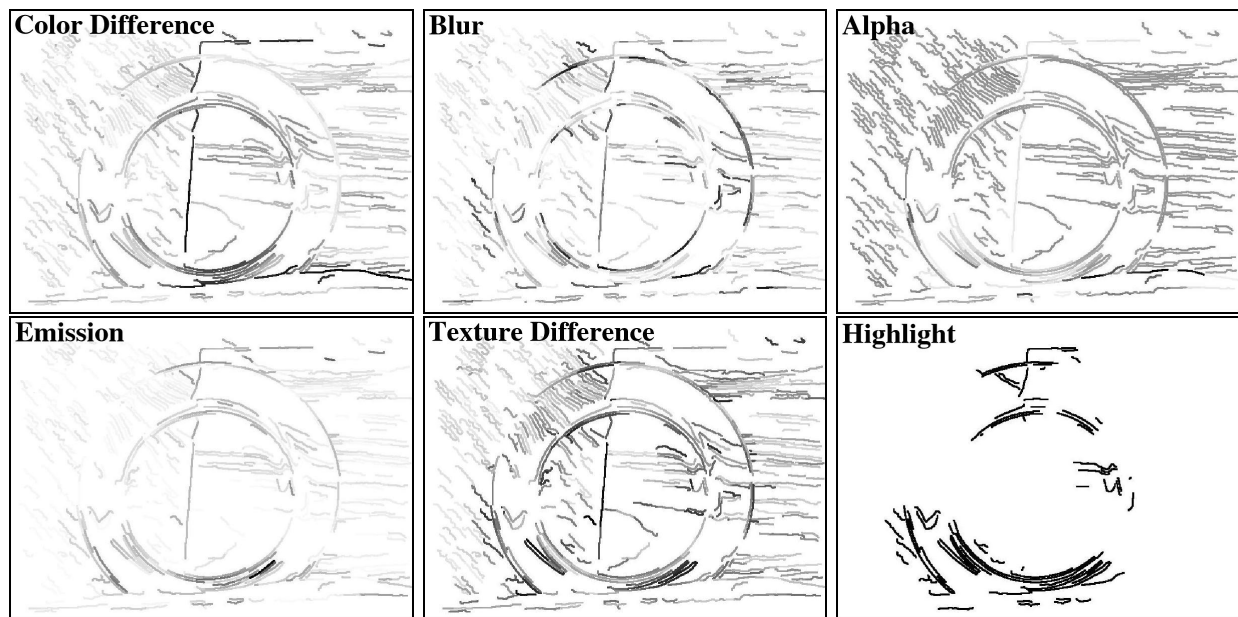 Color Difference
Blur
Alpha
Emission
Texture Difference
Highlight